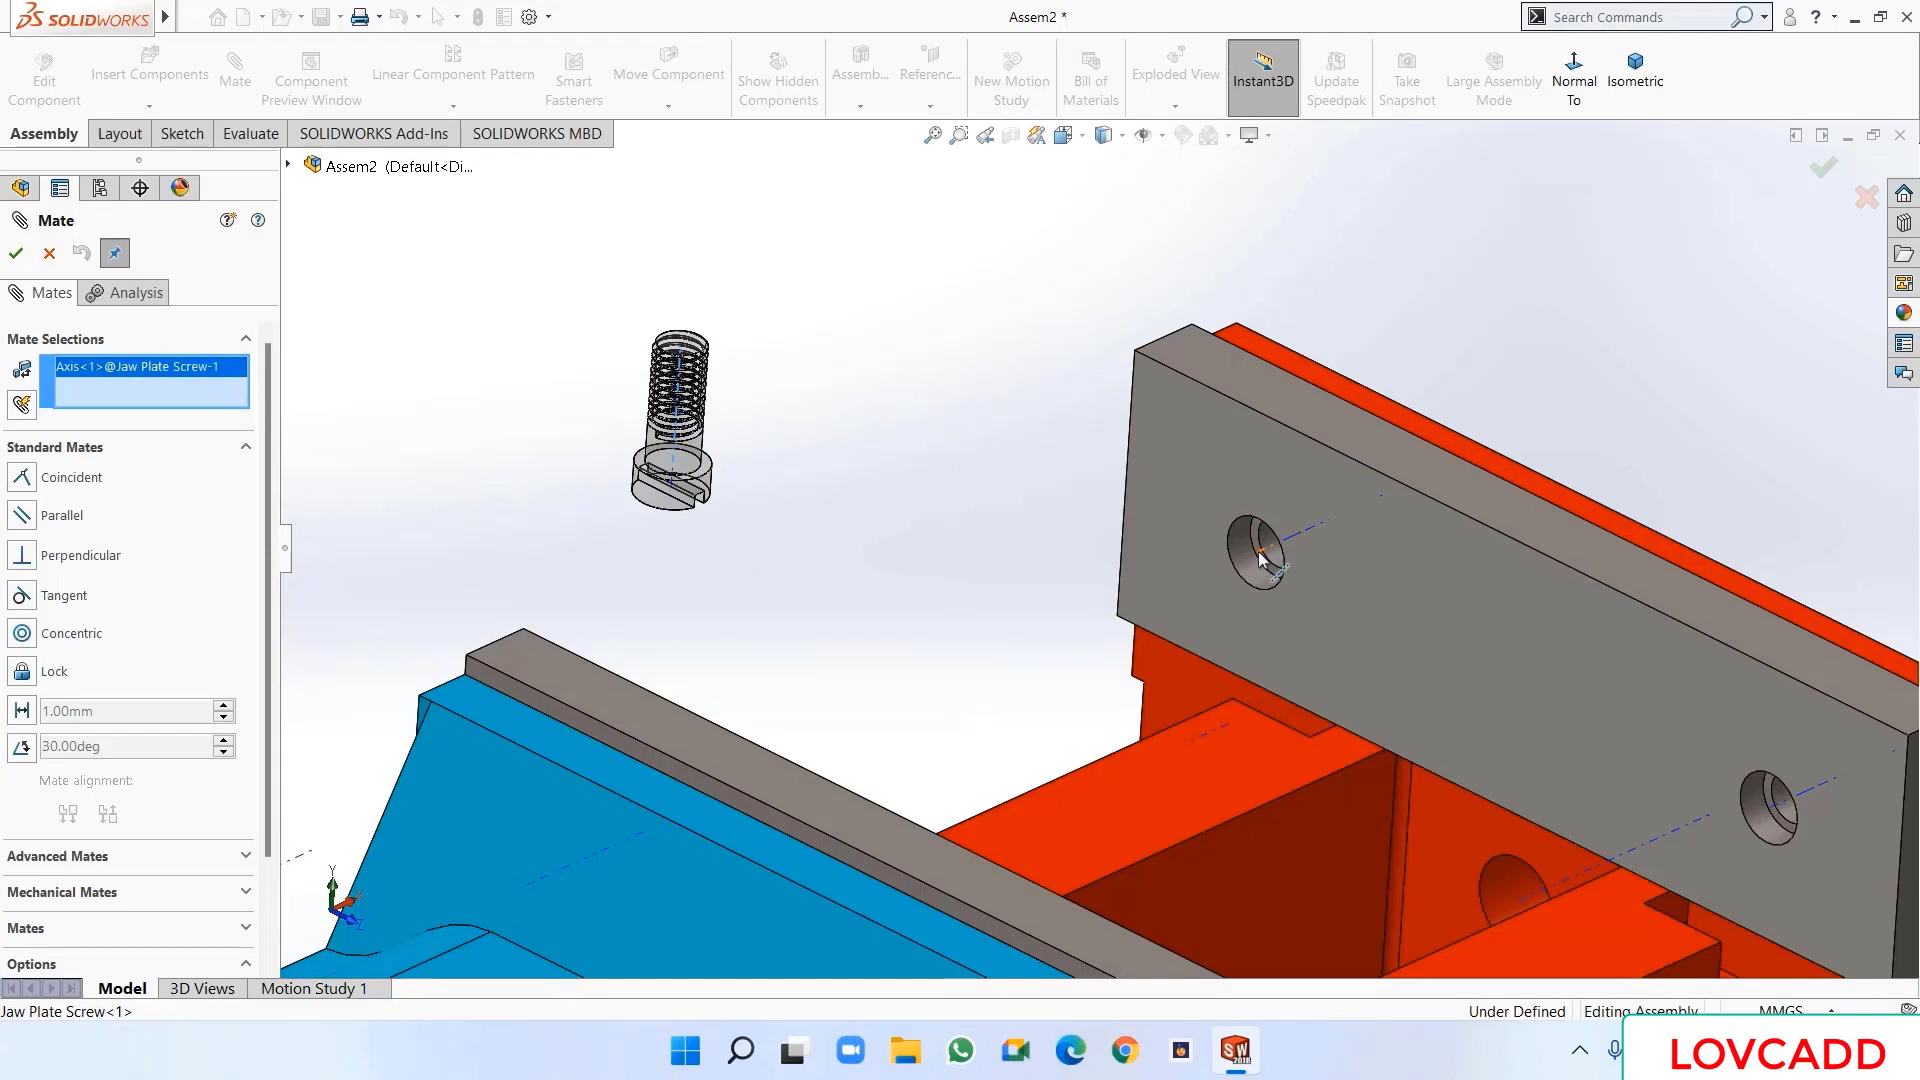 SOLIDWORKS
Assem2 *
Search Commands
Edit Component
Insert Components
Mate
Component Preview Window
Linear Component Pattern
Smart Fasteners
Move Component
Show Hidden Components
Assemb...
Referenc...
New Motion Study
Bill of Materials
Exploded View
Instant3D
Update Speedpak
Take Snapshot
Large Assembly Mode
Normal To
Isometric
Assembly
Layout
Sketch
Evaluate
SOLIDWORKS Add-Ins
SOLIDWORKS MBD
Assem2 (Default<Di...
Mate
Mates
Analysis
Mate Selections
Axis<1>@Jaw Plate Screw-1
Standard Mates
Coincident
Parallel
Perpendicular
Tangent
Concentric
Lock
1.00mm
30.00deg
Mate alignment:
Advanced Mates
Mechanical Mates
Mates
Options
Y
Z
Model
3D Views
Motion Study 1
Jaw Plate Screw<1>
Under Defined
Editing Assembly
MMGS
SW
2018
LOVCADD